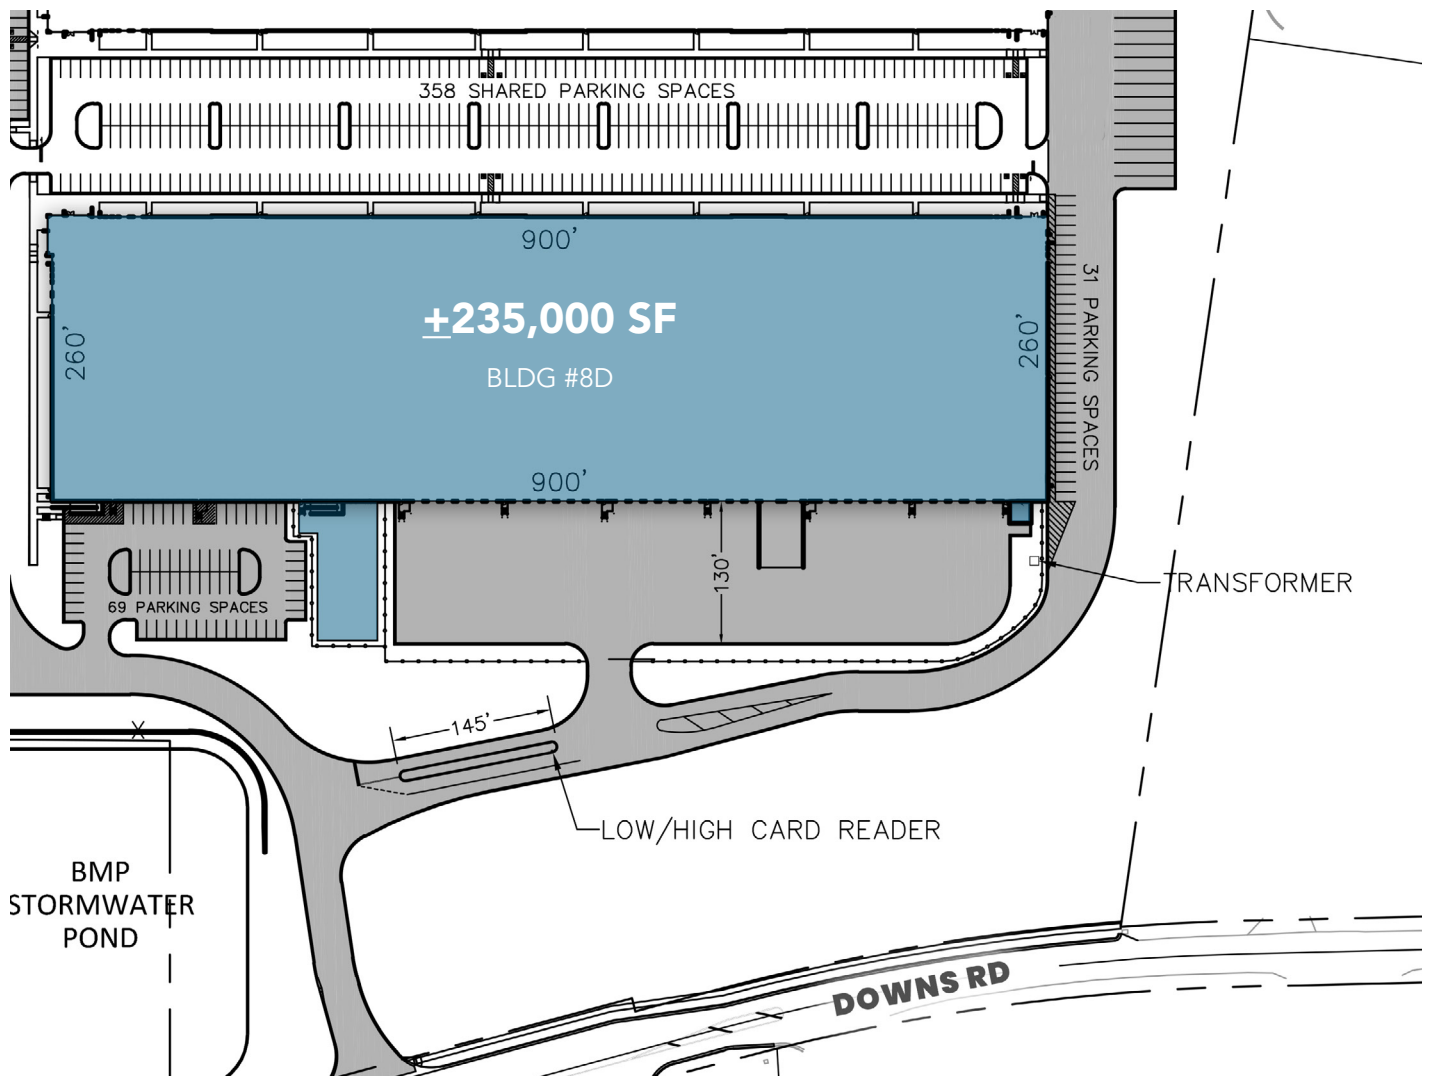 358 SHARED PARKING SPACES
900'
±235,000 SF
BLDG #8D
260'
260'
31 PARKING SPACES
900'
130'
69 PARKING SPACES
TRANSFORMER
145'
X
LOW/HIGH CARD READER
BMP
STORMWATER
POND
DOWNS RD